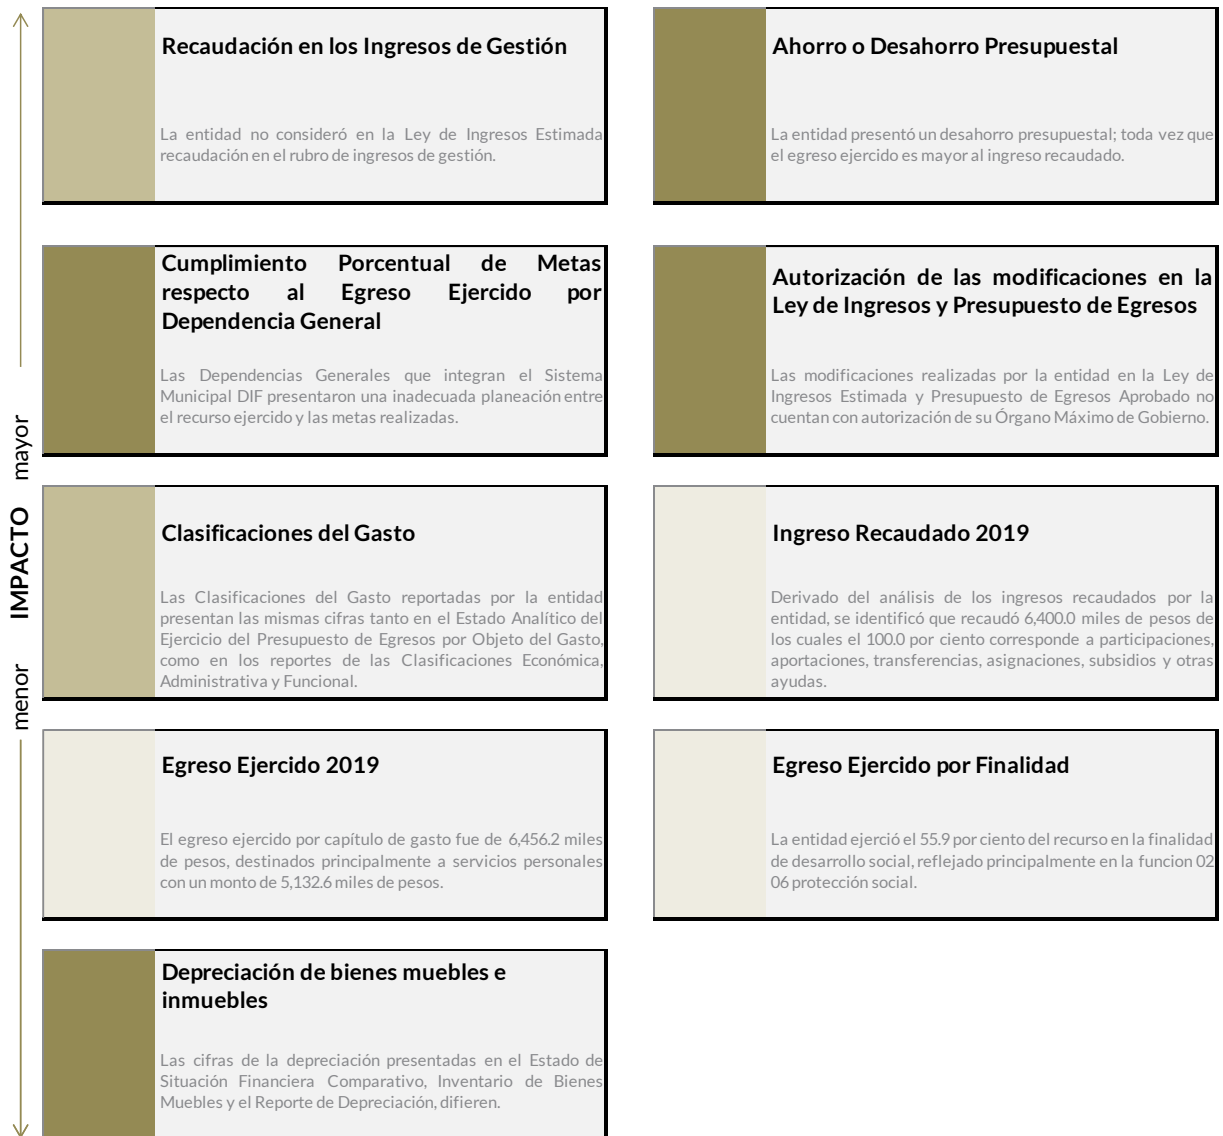 Recaudación en los Ingresos de Gestión
La entidad no consideró en la Ley de Ingresos Estimada
recaudación en el rubro de ingresos de gestión.
Ahorro o Desahorro Presupuestal
La entidad presentó un desahorro presupuestal; toda vez que
el egreso ejercido es mayor al ingreso recaudado.
Cumplimiento Porcentual de Metas
respecto al Egreso Ejercido por
Dependencia General
Las Dependencias Generales que integran el Sistema
Municipal DIF presentaron una inadecuada planeación entre
el recurso ejercido y las metas realizadas.
Autorización de las modificaciones en la
Ley de Ingresos y Presupuesto de Egresos
Las modificaciones realizadas por la entidad en la Ley de
Ingresos Estimada y Presupuesto de Egresos Aprobado no
cuentan con autorización de su Órgano Máximo de Gobierno.
menor IMPACTO mayor
Clasificaciones del Gasto
Las Clasificaciones del Gasto reportadas por la entidad
presentan las mismas cifras tanto en el Estado Analítico del
Ejercicio del Presupuesto de Egresos por Objeto del Gasto,
como en los reportes de las Clasificaciones Económica,
Administrativa y Funcional.
Ingreso Recaudado 2019
Derivado del análisis de los ingresos recaudados por la
entidad, se identificó que recaudó 6,400.0 miles de pesos de
los cuales el 100.0 por ciento corresponde a participaciones,
aportaciones, transferencias, asignaciones, subsidios y otras
ayudas.
Egreso Ejercido 2019
El egreso ejercido por capítulo de gasto fue de 6,456.2 miles
de pesos, destinados principalmente a servicios personales
con un monto de 5,132.6 miles de pesos.
Egreso Ejercido por Finalidad
La entidad ejerció el 55.9 por ciento del recurso en la finalidad
de desarrollo social, reflejado principalmente en la funcion 02
06 protección social.
Depreciación de bienes muebles e
inmuebles
Las cifras de la depreciación presentadas en el Estado de
Situación Financiera Comparativo, Inventario de Bienes
Muebles y el Reporte de Depreciación, difieren.